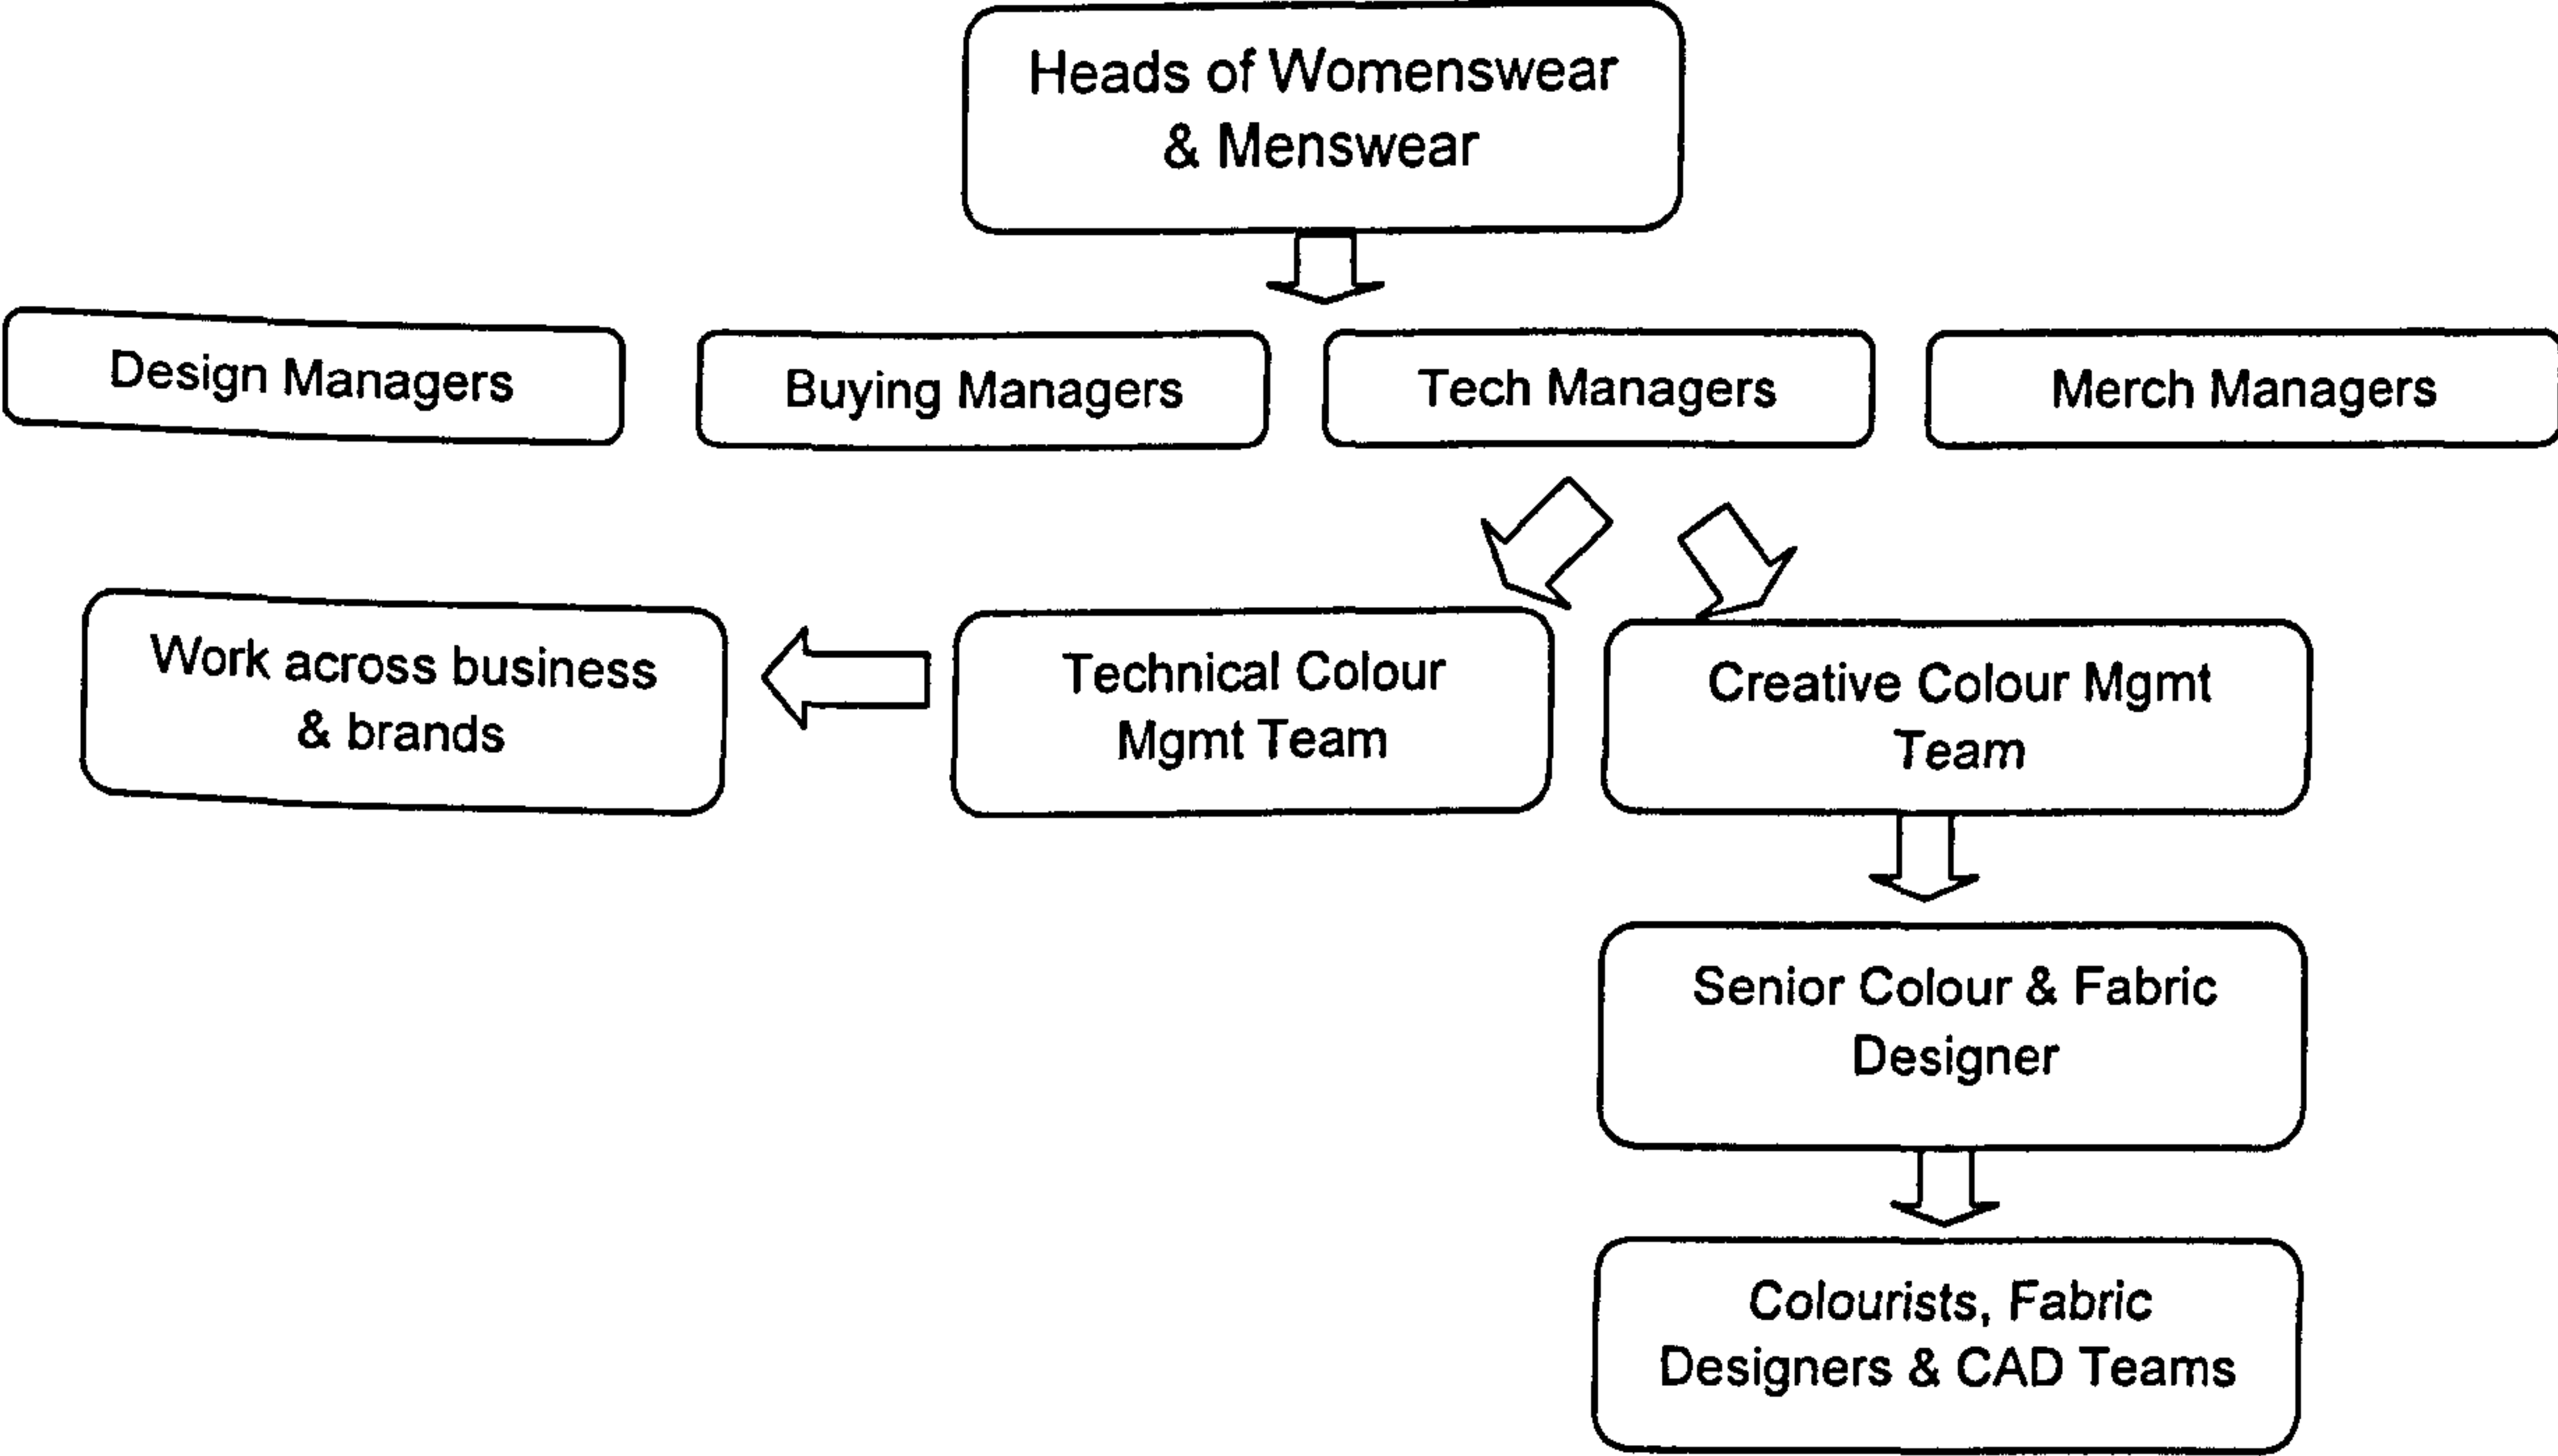 Heads of Womenswear
& Menswear
Design Managers
Buying Managers
Tech Managers
Merch Managers
Work across business
& brands
Technical Colour
Mgmt Team
Creative Colour Mgmt
Team
Senior Colour & Fabric
Designer
Colourists, Fabric
Designers & CAD Teams